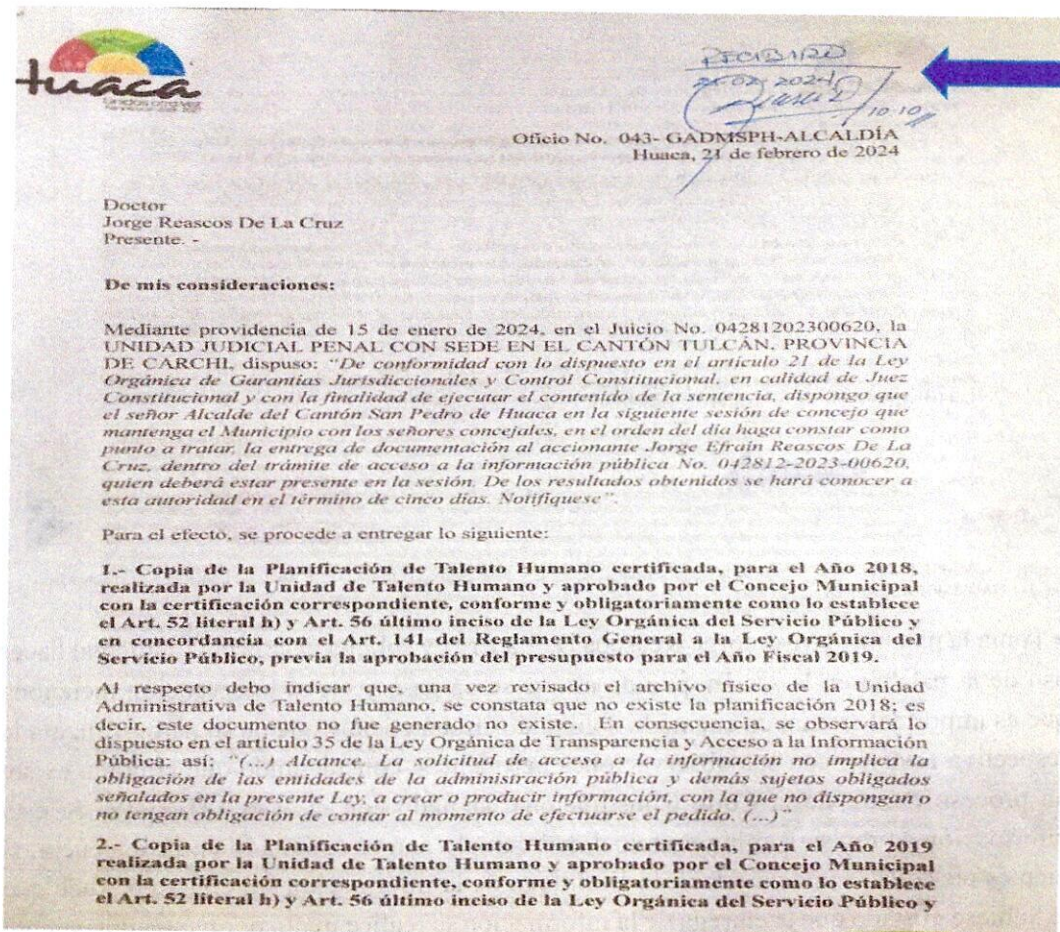 Huaca
RECIBIDO
21-02-2024
10:10
Oficio No. 043- GADMSPH-ALCALDÍA
Huaca, 21 de febrero de 2024
Doctor
Jorge Reascos De La Cruz
Presente. -
De mis consideraciones:
Mediante providencia de 15 de enero de 2024, en el Juicio No. 04281202300620, la
UNIDAD JUDICIAL PENAL CON SEDE EN EL CANTÓN TULCÁN, PROVINCIA
DE CARCHI, dispuso: "De conformidad con lo dispuesto en el artículo 21 de la Ley
Orgánica de Garantías Jurisdiccionales y Control Constitucional, en calidad de Juez
Constitucional y con la finalidad de ejecutar el contenido de la sentencia, dispongo que
el señor Alcalde del Cantón San Pedro de Huaca en la siguiente sesión de concejo que
mantenga el Municipio con los señores concejales, en el orden del día haga constar como
punto a tratar, la entrega de documentación al accionante Jorge Efraín Reascos De La
Cruz, dentro del trámite de acceso a la información pública No. 042812-2023-00620,
quien deberá estar presente en la sesión. De los resultados obtenidos se hará conocer a
esta autoridad en el término de cinco días. Notifíquese".
Para el efecto, se procede a entregar lo siguiente:
1.- Copia de la Planificación de Talento Humano certificada, para el Año 2018,
realizada por la Unidad de Talento Humano y aprobado por el Concejo Municipal
con la certificación correspondiente, conforme y obligatoriamente como lo establece
el Art. 52 literal h) y Art. 56 último inciso de la Ley Orgánica del Servicio Público y
en concordancia con el Art. 141 del Reglamento General a la Ley Orgánica del
Servicio Público, previa la aprobación del presupuesto para el Año Fiscal 2019.
Al respecto debo indicar que, una vez revisado el archivo físico de la Unidad
Administrativa de Talento Humano, se constata que no existe la planificación 2018; es
decir, este documento no fue generado no existe. En consecuencia, se observará lo
dispuesto en el artículo 35 de la Ley Orgánica de Transparencia y Acceso a la Información
Pública; así; "(...) Alcance. La solicitud de acceso a la información no implica la
obligación de las entidades de la administración pública y demás sujetos obligados
señalados en la presente Ley, a crear o producir información, con la que no dispongan o
no tengan obligación de contar al momento de efectuarse el pedido. (...)"
2.- Copia de la Planificación de Talento Humano certificada, para el Año 2019
realizada por la Unidad de Talento Humano y aprobado por el Concejo Municipal
con la certificación correspondiente, conforme y obligatoriamente como lo establece
el Art. 52 literal h) y Art. 56 último inciso de la Ley Orgánica del Servicio Público y